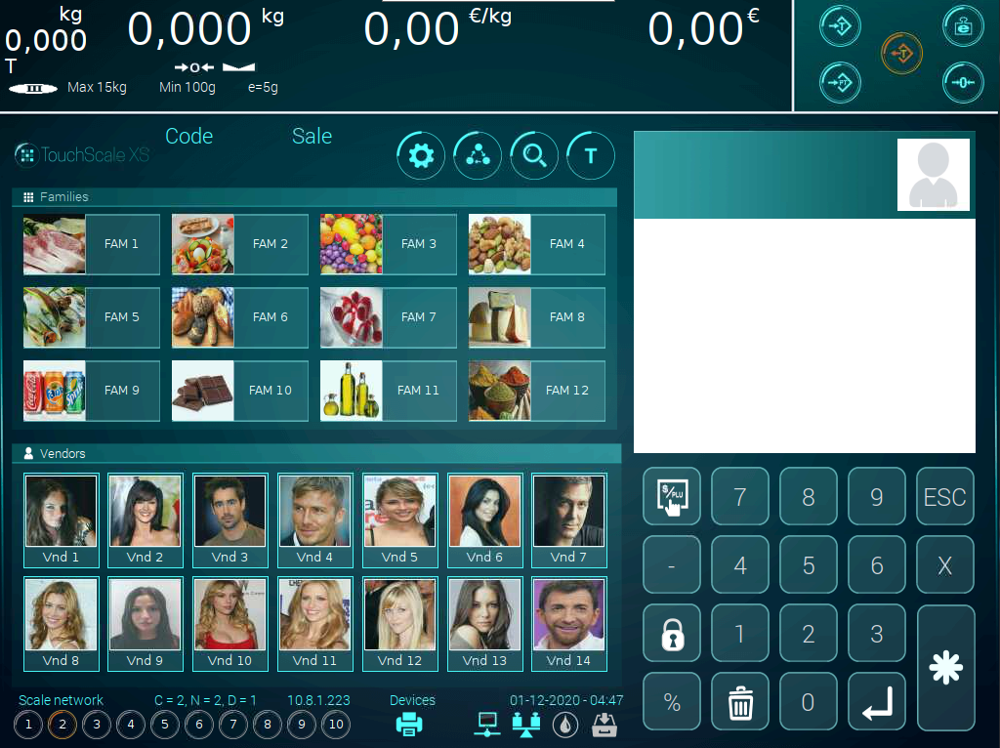 kg
0,000
T
0,000 kg
0,00 €/kg
0,00 €
Max 15kg Min 100g e=5g
→T←
→T←
→PT←
e
→0←
→0←
TouchScale XS
Code Sale
T
Families
FAM 1 FAM 2 FAM 3 FAM 4
FAM 5 FAM 6 FAM 7 FAM 8
FAM 9 FAM 10 FAM 11 FAM 12
Vendors
Vnd 1 Vnd 2 Vnd 3 Vnd 4 Vnd 5 Vnd 6 Vnd 7
Vnd 8 Vnd 9 Vnd 10 Vnd 11 Vnd 12 Vnd 13 Vnd 14
Scale network C = 2, N = 2, D = 1 10.8.1.223 Devices 01-12-2020 - 04:47
1 2 3 4 5 6 7 8 9 10
$/PLU 7 8 9 ESC
- 4 5 6 X
1 2 3
% 0